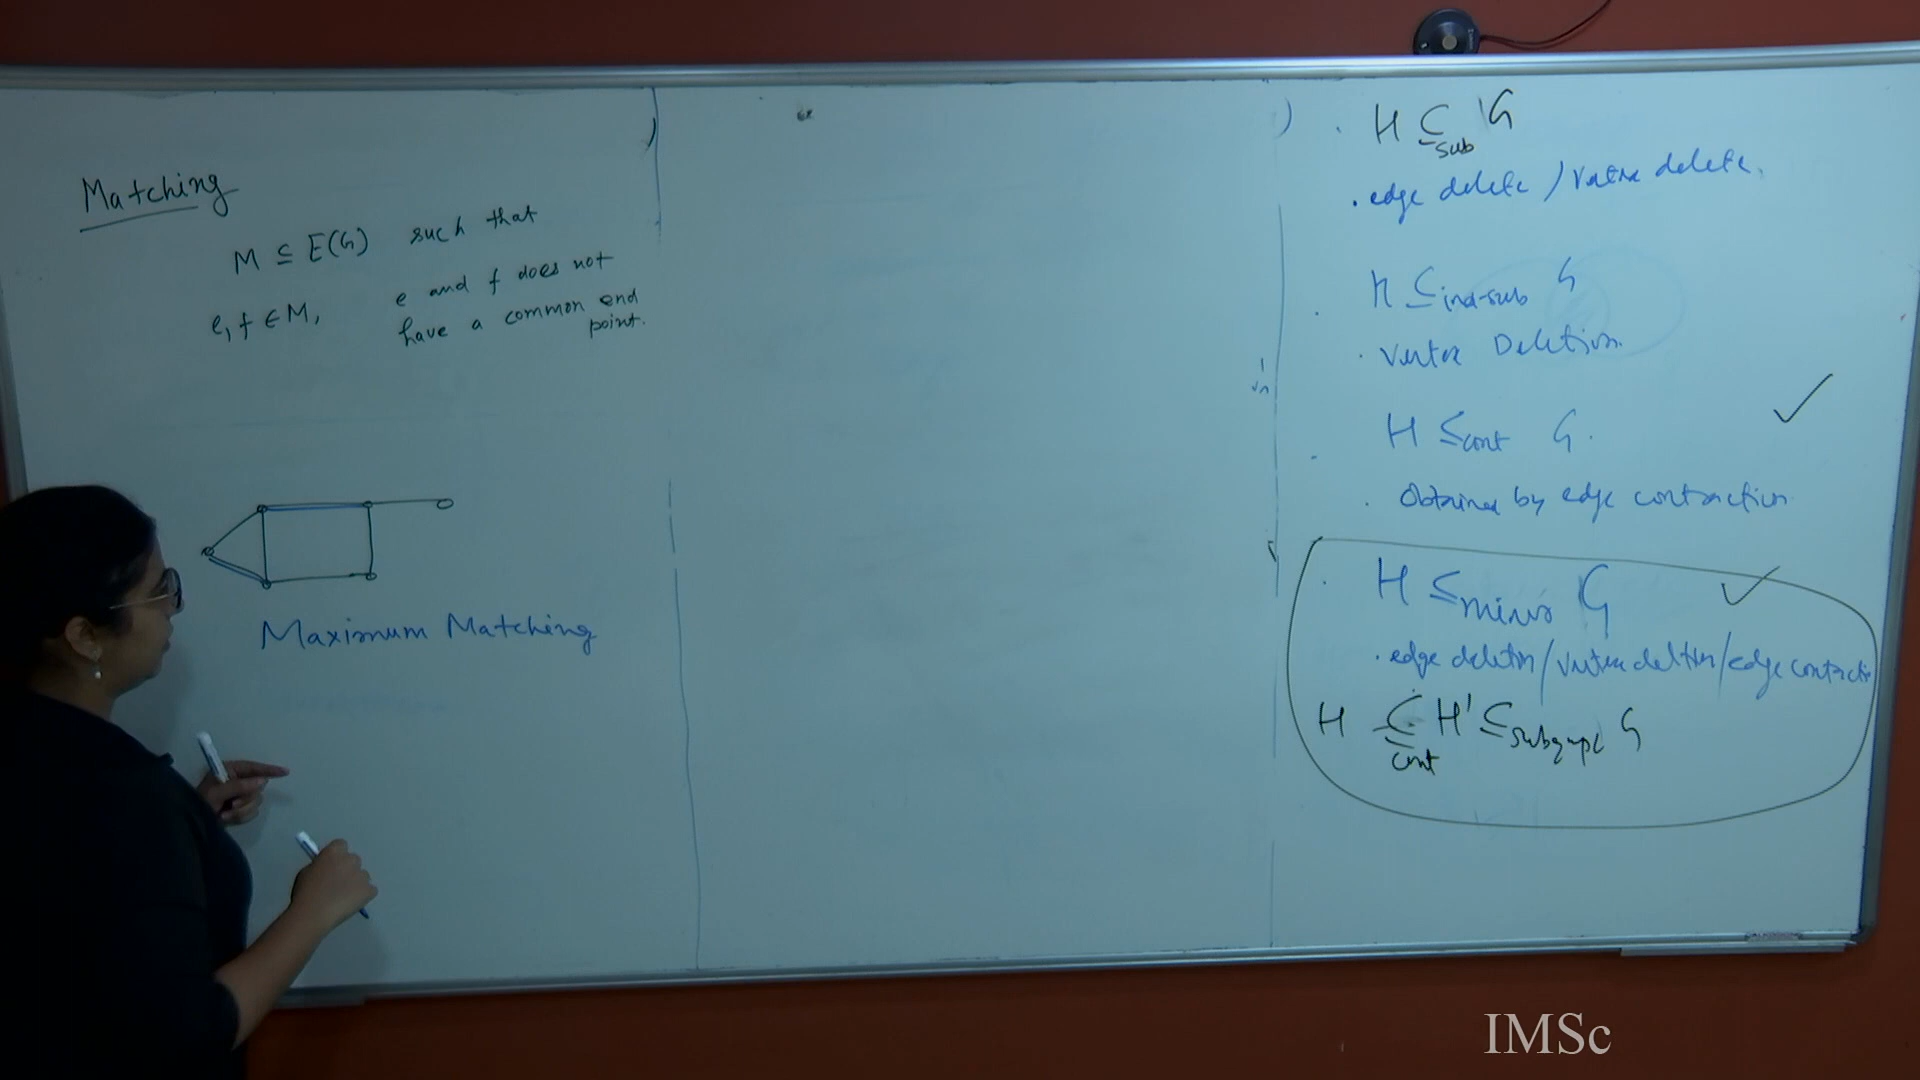 Matching
M ⊆ E(G) such that
e, f ∈ M, e and f does not
have a common end
point.
Maximum Matching
H ⊆sub G
. edge delete / vertex delete.
H ⊆ind-sub G
. Vertex Deletion.
H ≤cont G.
. Obtained by edge contraction
H ≤minor G
. edge deletion / vertex deletion / edge contractio
H ⊆cont H' ⊆subgraph G
IMSc